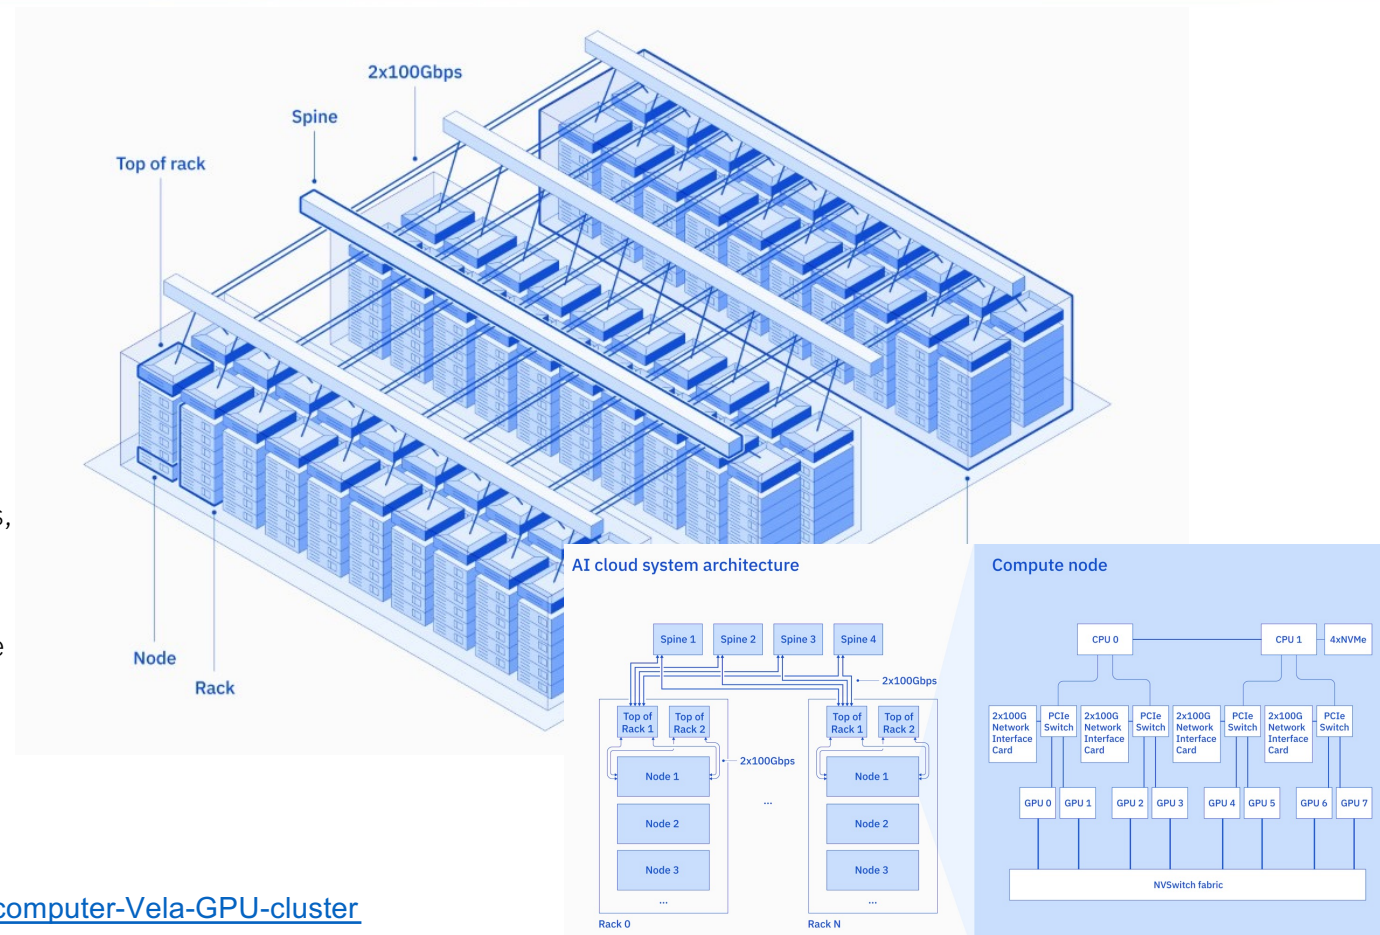 2x100Gbps
Spine
Top of rack
s,
e
Node
Rack
computer-Vela-GPU-cluster
AI cloud system architecture
Spine 1
Spine 2
Spine 3
Spine 4
2x100Gbps
Top of
Rack 1
Top of
Rack 2
Top of
Rack 1
Top of
Rack 2
2x100Gbps
Node 1
Node 1
...
Node 2
Node 2
Node 3
Node 3
...
...
Rack 0
Rack N
Compute node
CPU 0
CPU 1
4xNVMe
2x100G
Network
Interface
Card
PCIe
Switch
2x100G
Network
Interface
Card
PCIe
Switch
2x100G
Network
Interface
Card
PCIe
Switch
2x100G
Network
Interface
Card
PCIe
Switch
GPU 0
GPU 1
GPU 2
GPU 3
GPU 4
GPU 5
GPU 6
GPU 7
NVSwitch fabric